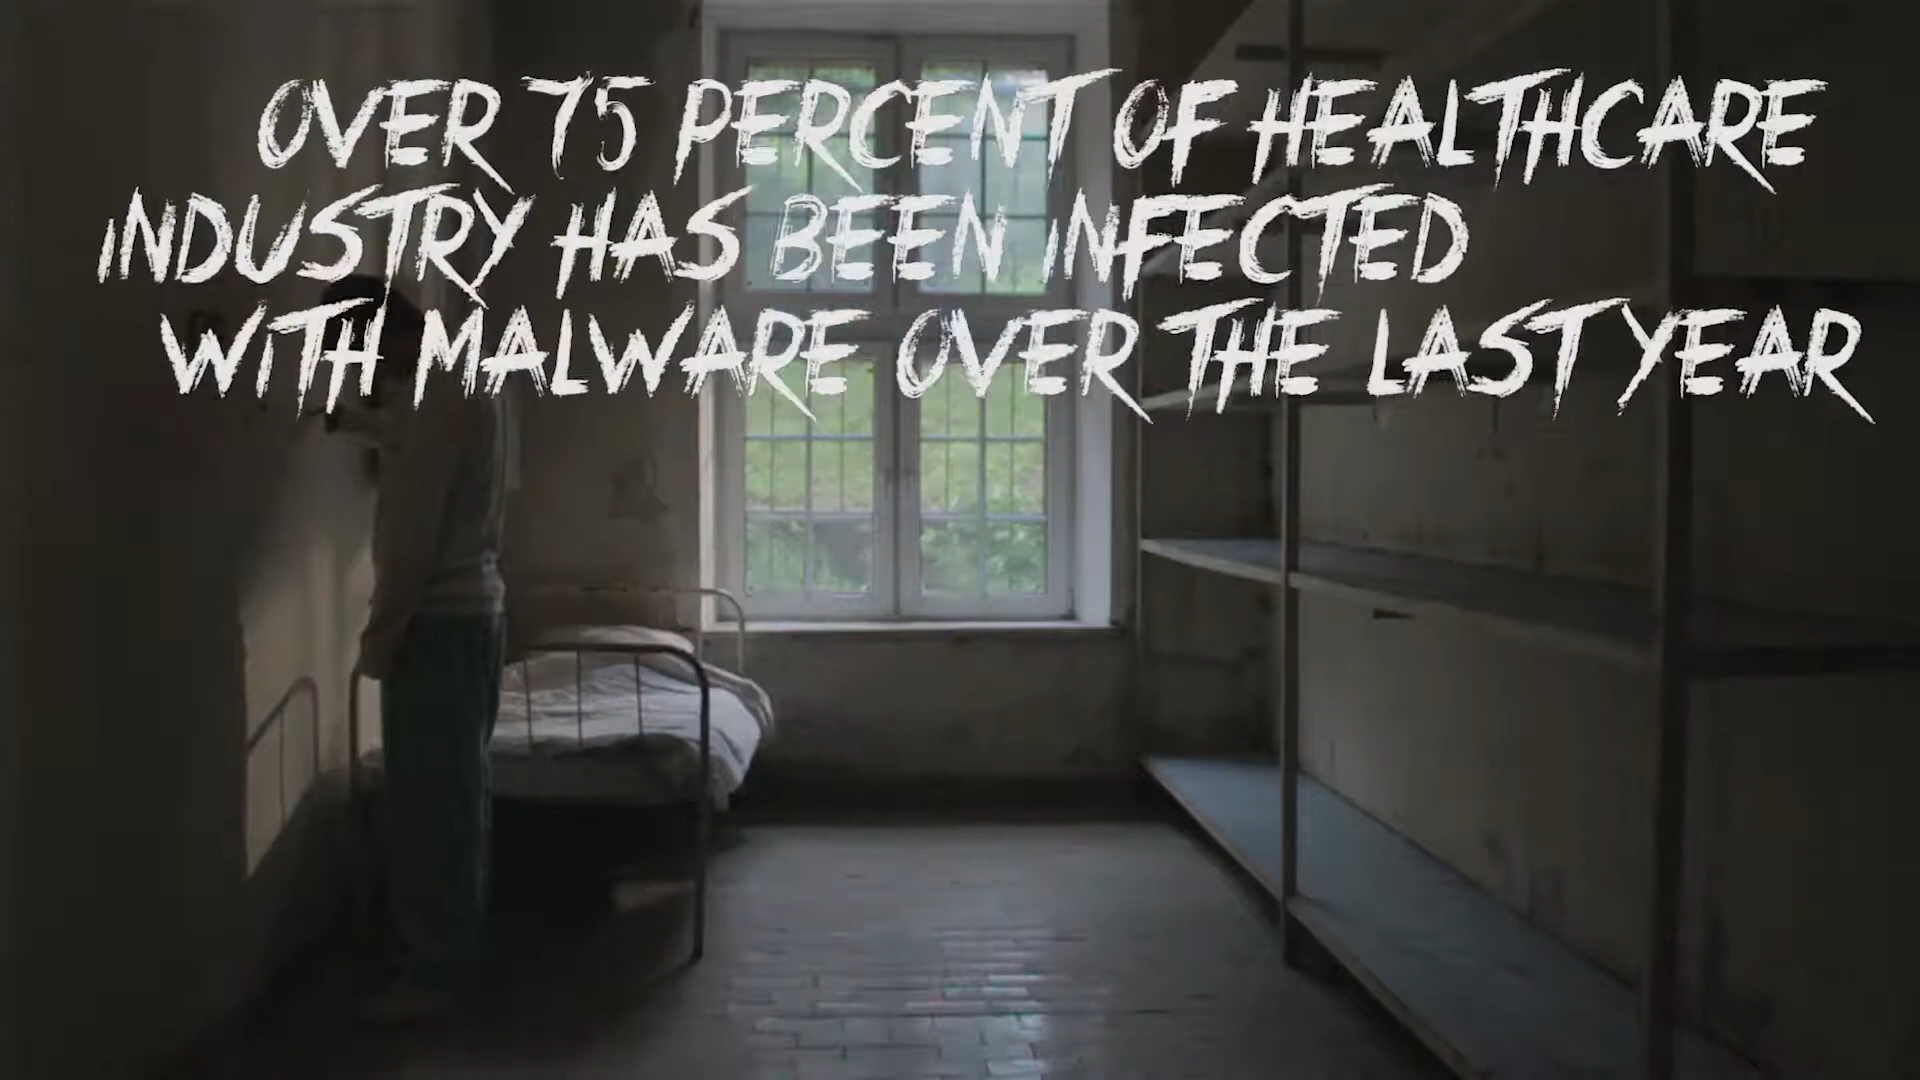 OVER 75 PERCENT OF HEALTHCARE
INDUSTRY HAS BEEN INFECTED
WITH MALWARE OVER THE LAST YEAR